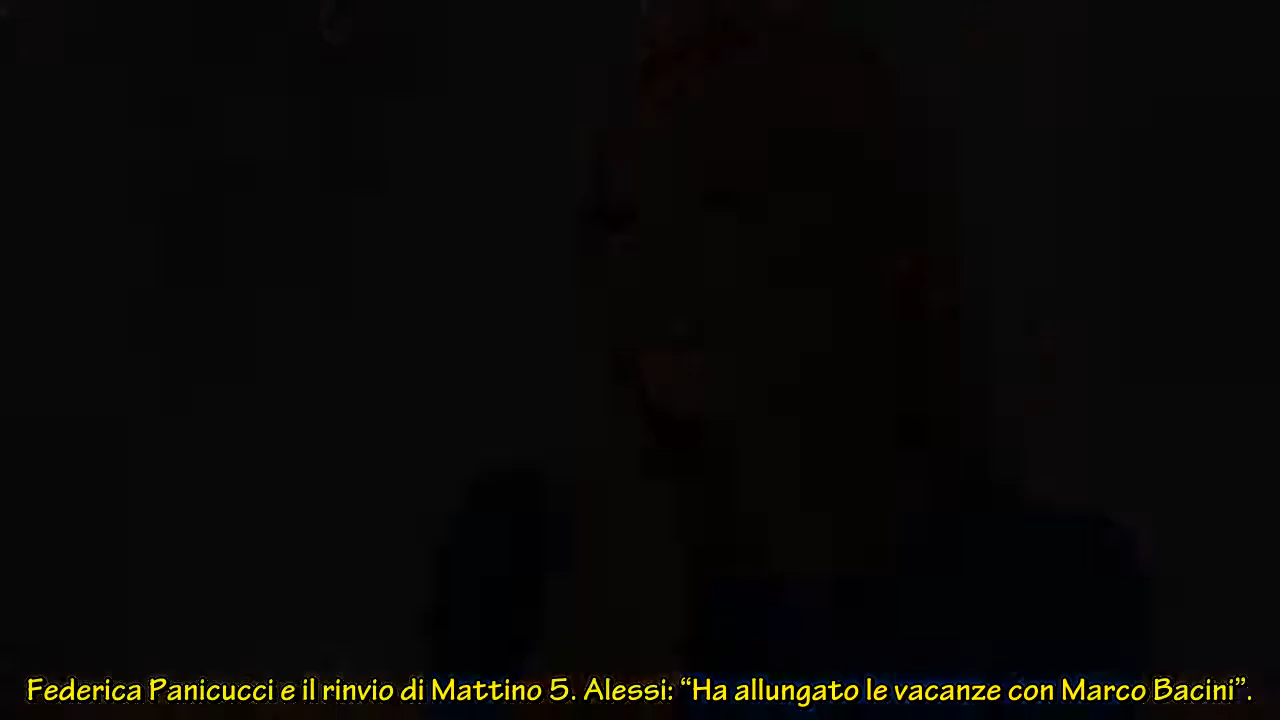 Federica Panicucci e il rinvio di Mattino 5. Alessi: “Ha allungato le vacanze con Marco Bacini”.